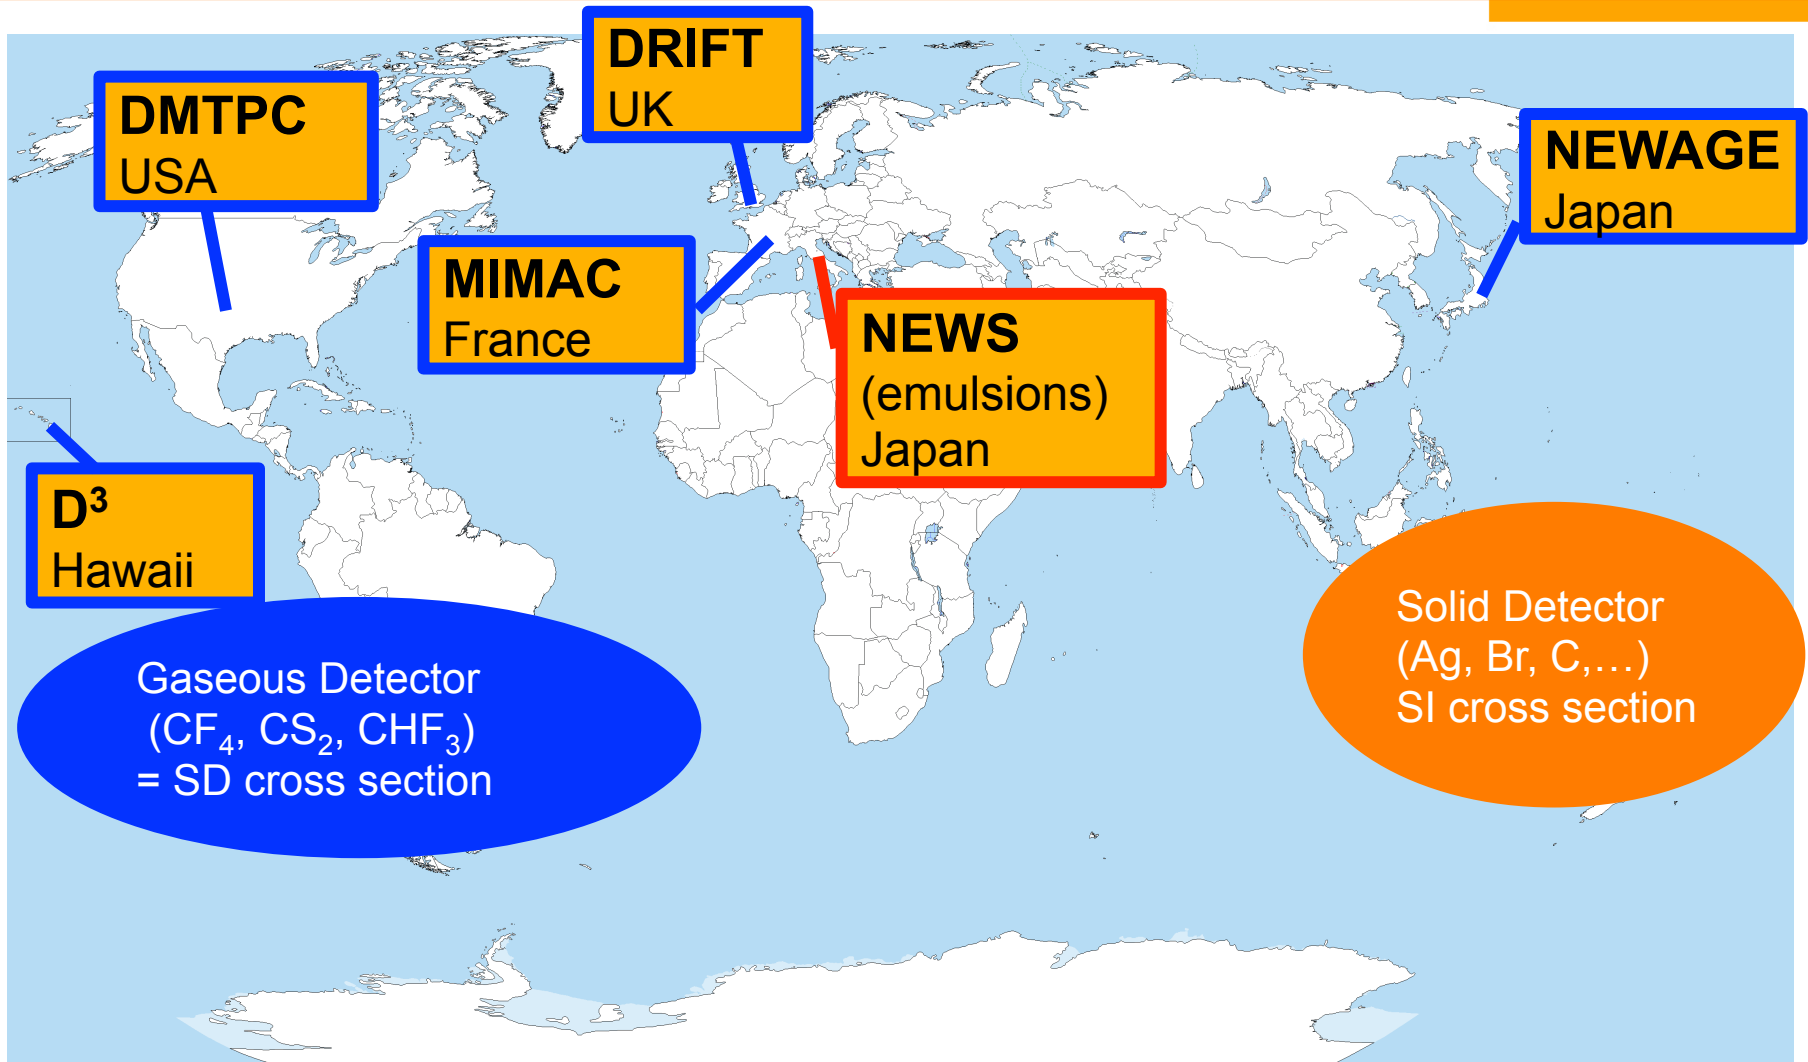 DRIFT
UK
DMTPC
USA
NEWAGE
Japan
MIMAC
France
NEWS
(emulsions)
Japan
D³
Hawaii
Gaseous Detector
(CF₄, CS₂, CHF₃)
= SD cross section
Solid Detector
(Ag, Br, C,…)
SI cross section